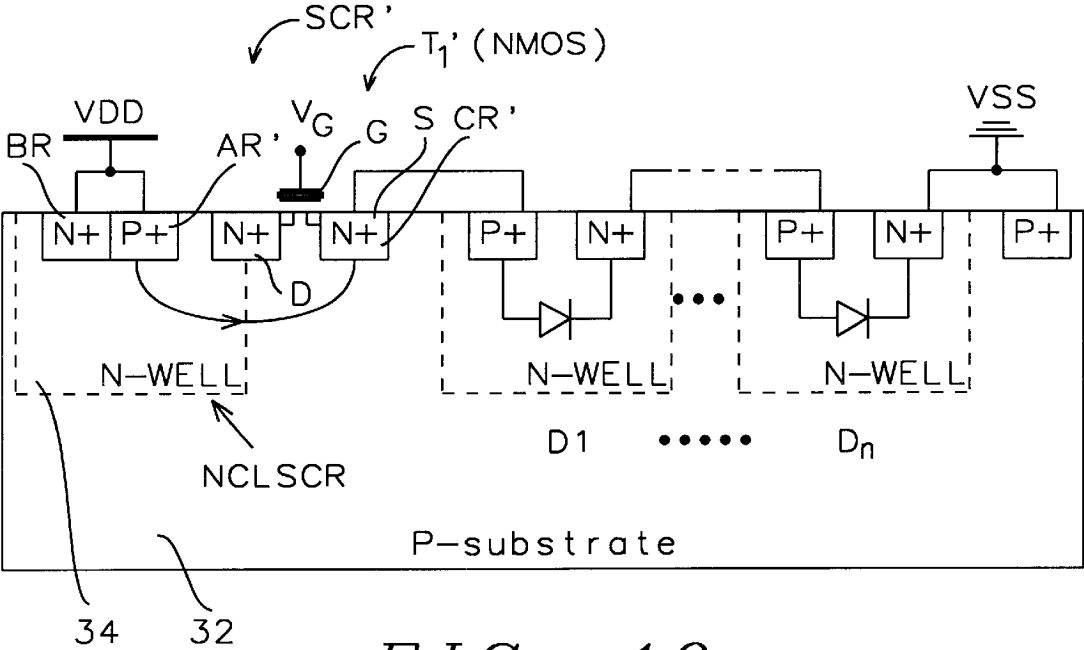 SCR'
T1' (NMOS)
VDD
VG
G
S
CR'
VSS
BR
AR'
N+
P+
N+
N+
P+
N+
P+
N+
P+
D
N-WELL
N-WELL
N-WELL
NCLSCR
D1
Dn
P-substrate
34
32